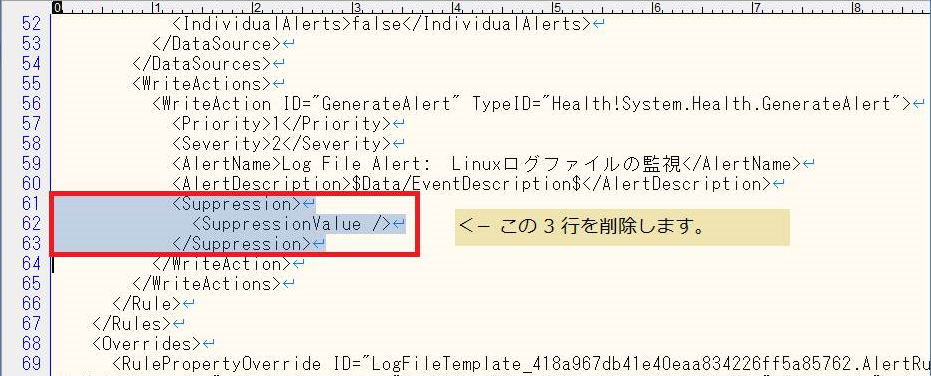 0 1 2 3 4 5 6 7 8
52 <IndividualAlerts>false</IndividualAlerts>↵
53 </DataSource>↵
54 </DataSources>↵
55 <WriteActions>↵
56 <WriteAction ID="GenerateAlert" TypeID="Health!System.Health.GenerateAlert">↵
57 <Priority>1</Priority>↵
58 <Severity>2</Severity>↵
59 <AlertName>Log File Alert: Linuxログファイルの監視</AlertName>↵
60 <AlertDescription>$Data/EventDescription$</AlertDescription>↵
61 <Suppression>↵
62 <SuppressionValue />↵
<− この 3 行を削除します。
63 </Suppression>↵
64 </WriteAction>↵
65 </WriteActions>↵
66 </Rule>↵
67 </Rules>↵
68 <Overrides>↵
69 <RulePropertyOverride ID="LogFileTemplate_418a967db41e40eaa834226ff5a85762.AlertRu